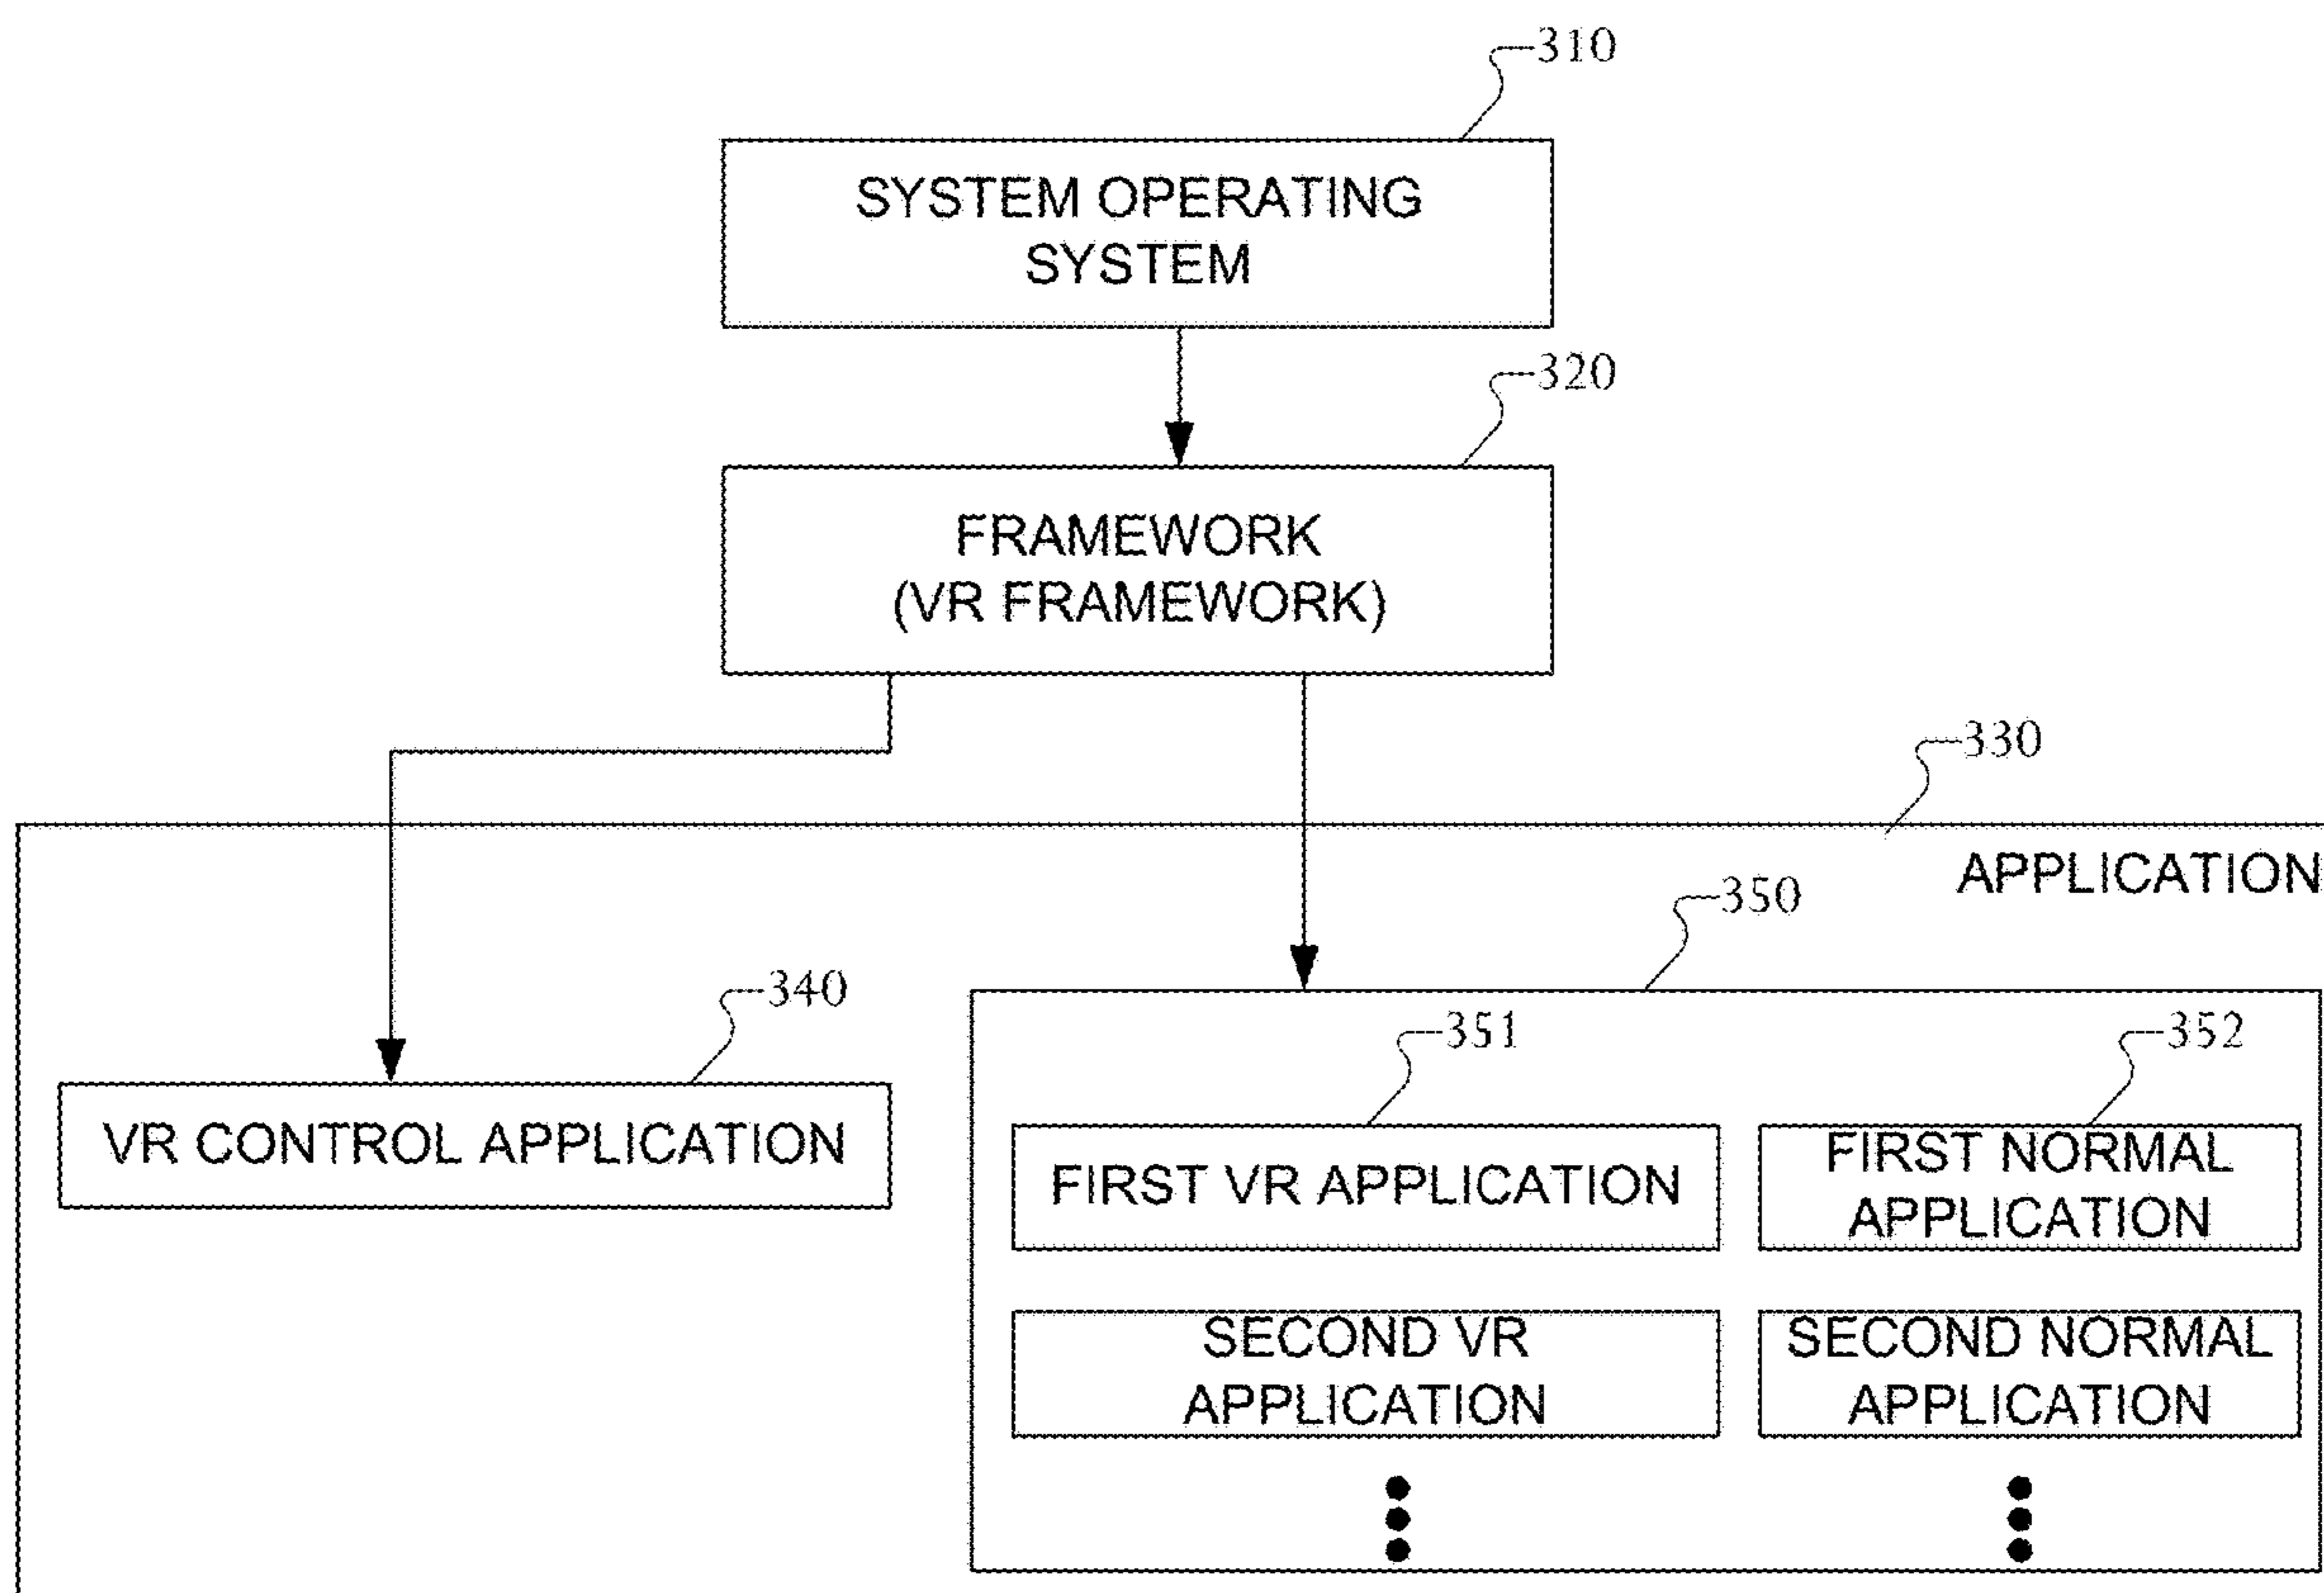 310
SYSTEM OPERATING
SYSTEM
320
FRAMEWORK
(VR FRAMEWORK)
330
APPLICATION
350
340
VR CONTROL APPLICATION
351
352
FIRST VR APPLICATION
FIRST NORMAL
APPLICATION
SECOND VR
APPLICATION
SECOND NORMAL
APPLICATION